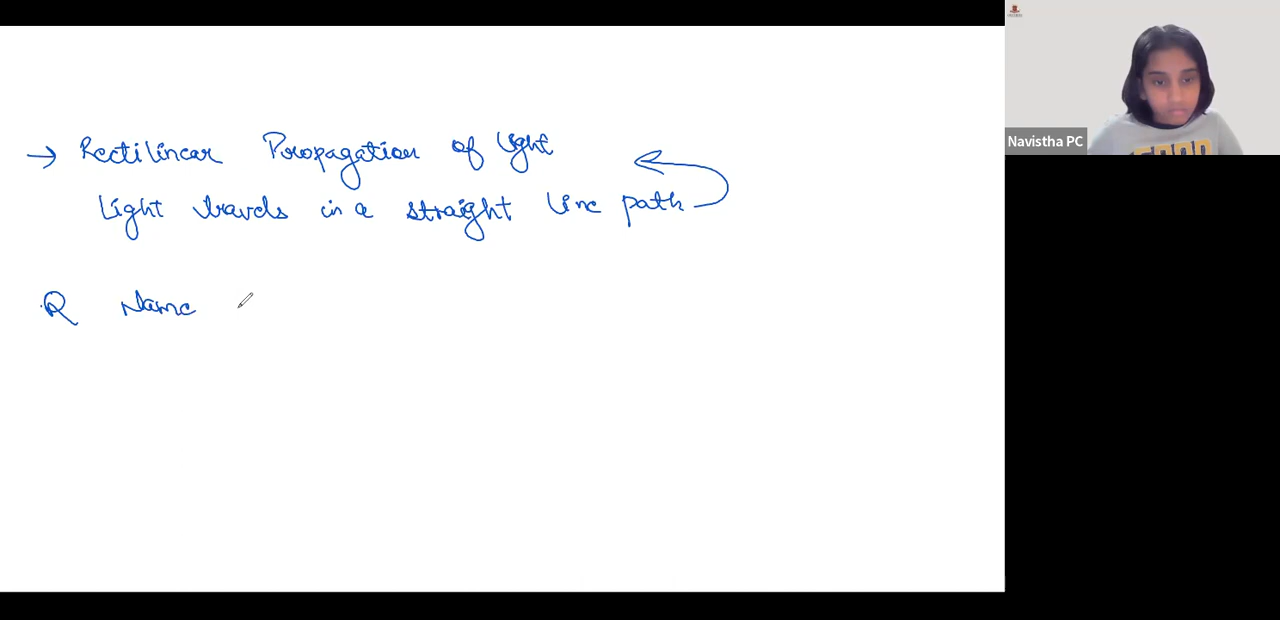 → Rectilinear Propagation of light
Light travels in a straight line path
Q Name
Navistha PC